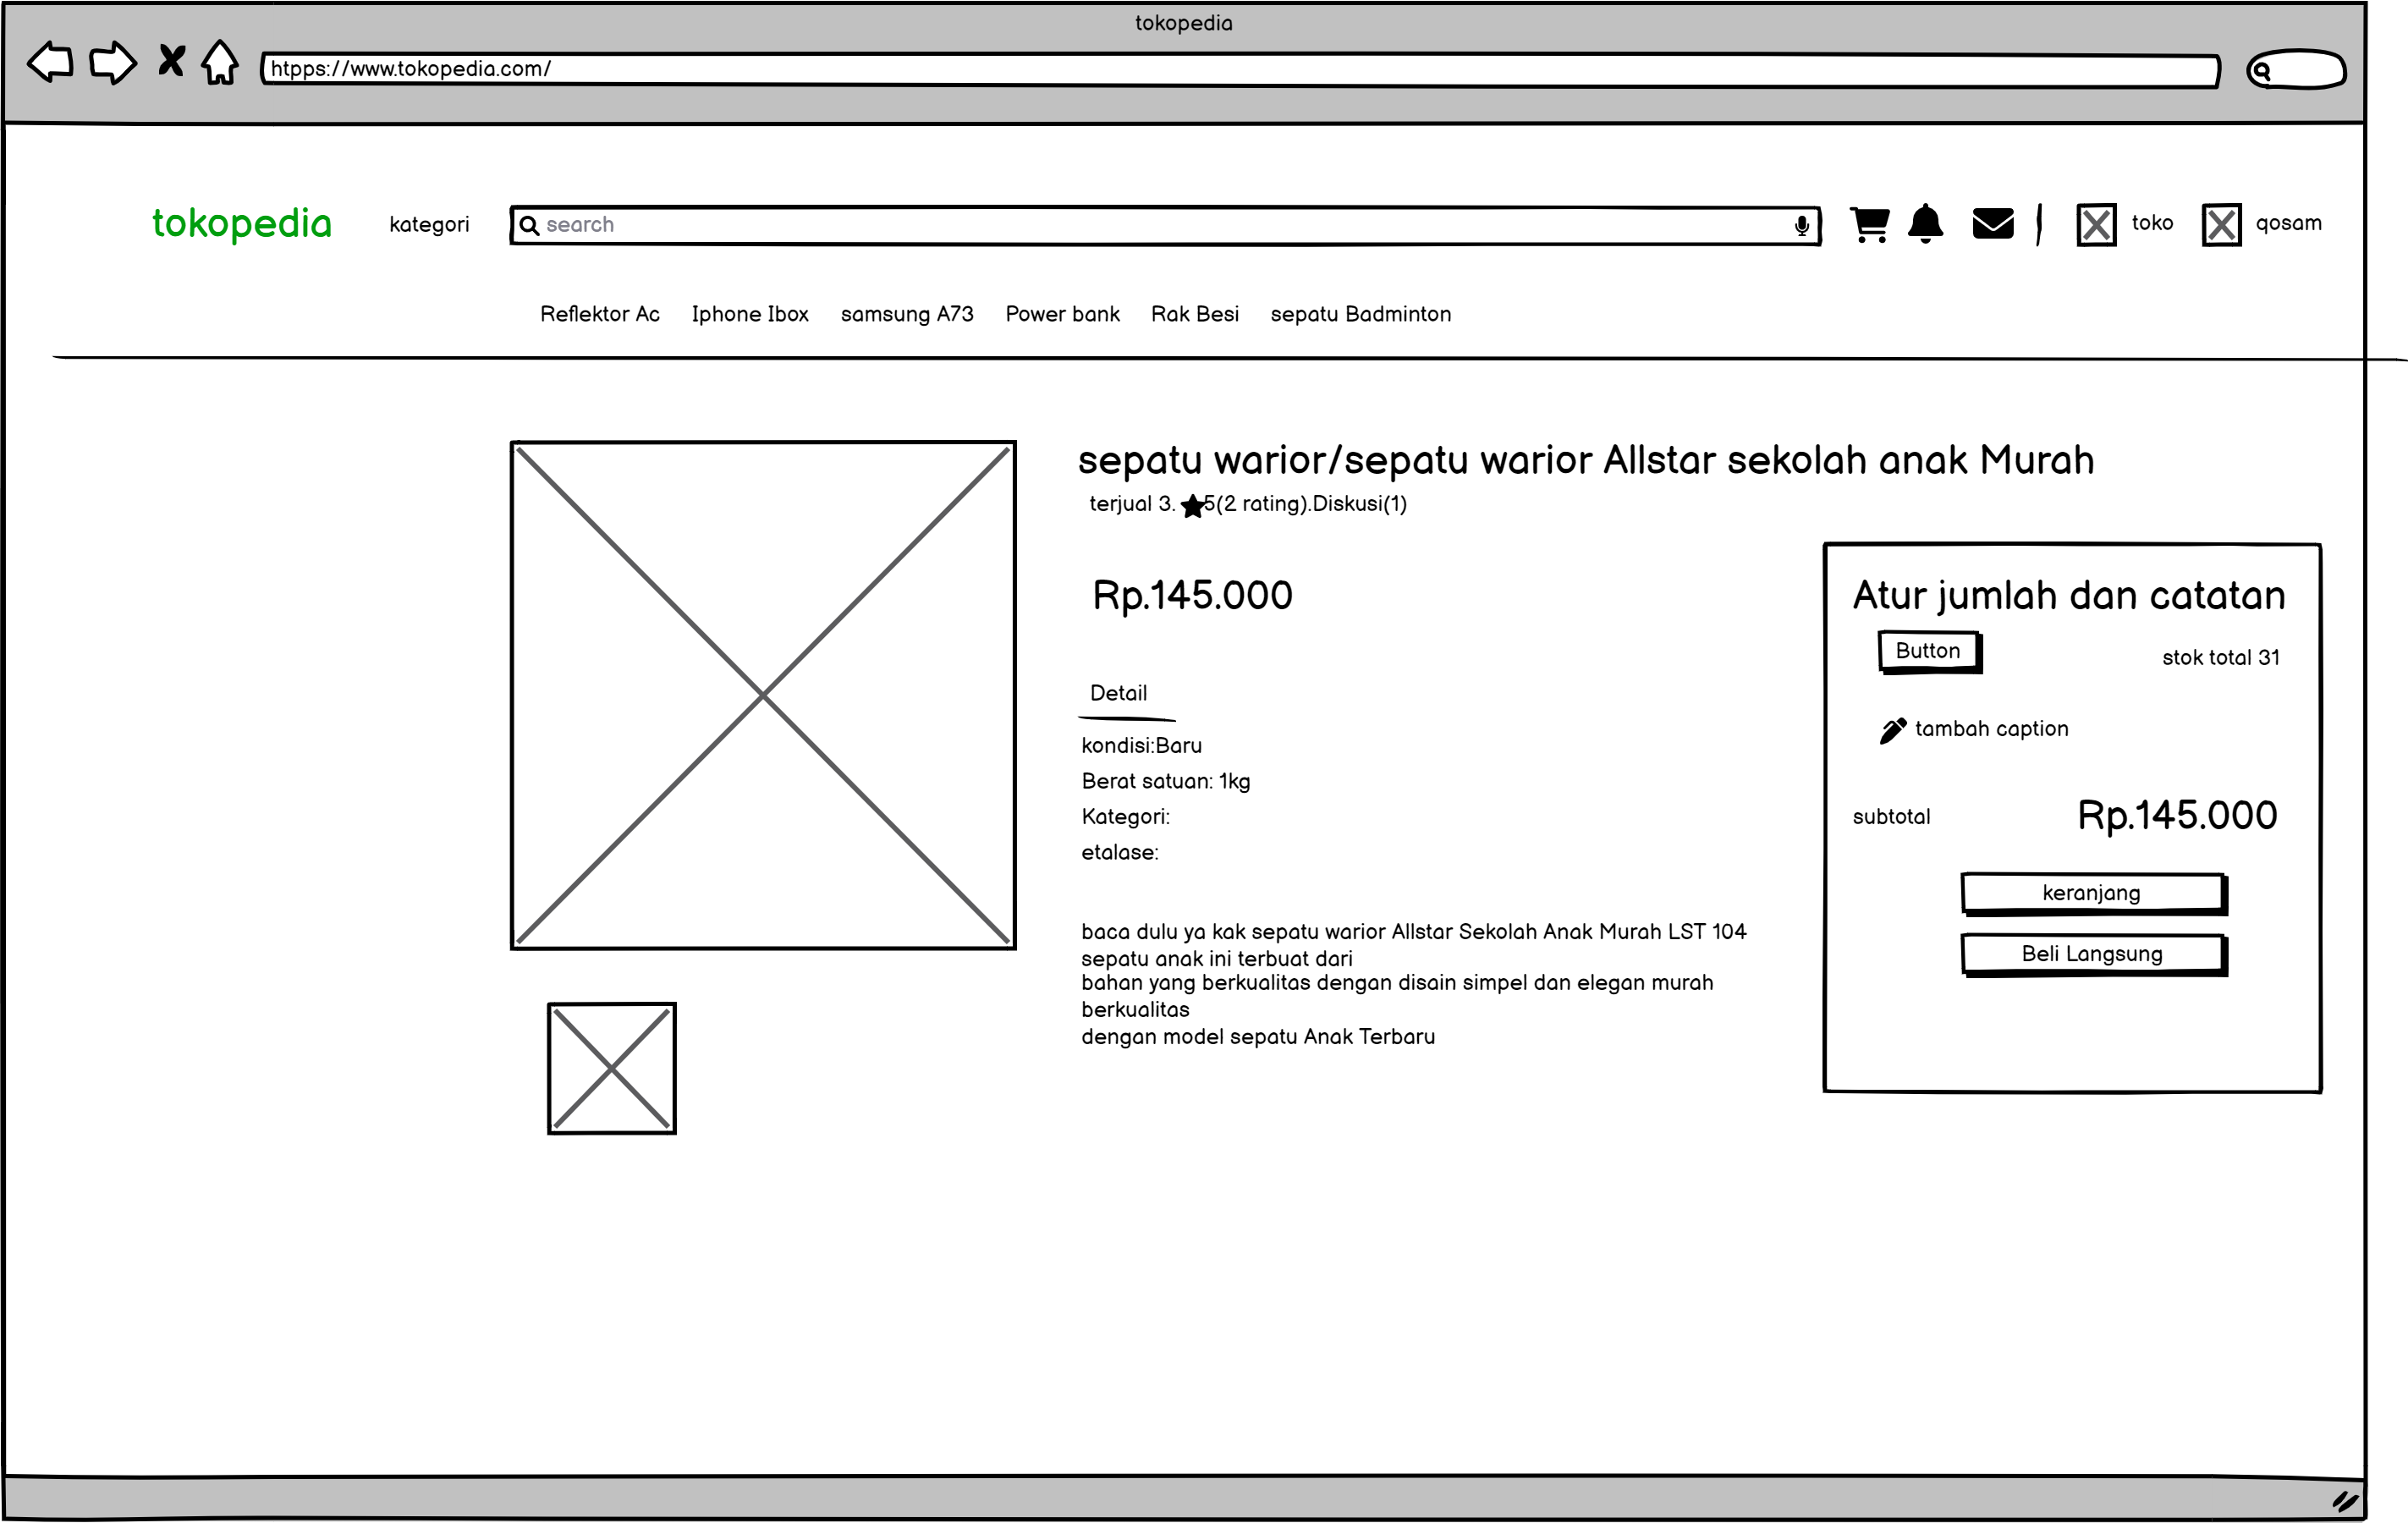 tokopedia
htpps://www.tokopedia.com/
tokopedia kategori search toko qosam
Reflektor Ac Iphone Ibox samsung A73 Power bank Rak Besi sepatu Badminton
sepatu warior/sepatu warior Allstar sekolah anak Murah
terjual 3. 5(2 rating).Diskusi(1)
Rp.145.000
Detail
kondisi:Baru
Berat satuan: 1kg
Kategori:
etalase:
baca dulu ya kak sepatu warior Allstar Sekolah Anak Murah LST 104
sepatu anak ini terbuat dari
bahan yang berkualitas dengan disain simpel dan elegan murah
berkualitas
dengan model sepatu Anak Terbaru
Atur jumlah dan catatan
Button stok total 31
tambah caption
subtotal Rp.145.000
keranjang
Beli Langsung